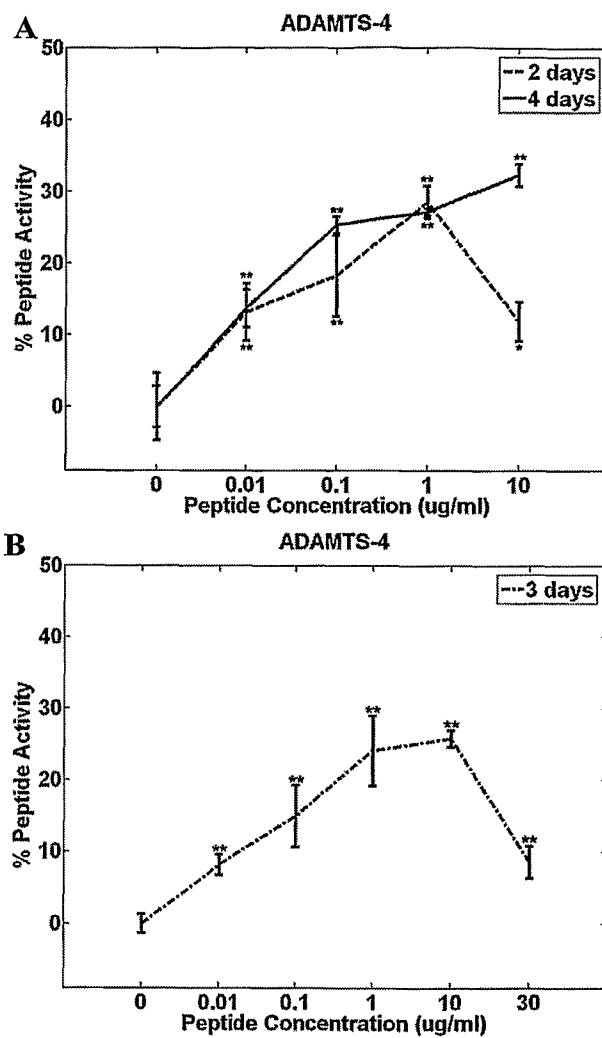 A
ADAMTS-4
2 days
4 days
50
40
30
20
10
0
% Peptide Activity
**
**
**
**
**
**
**
*
0 0.01 0.1 1 10
Peptide Concentration (ug/ml)
B
ADAMTS-4
3 days
50
40
30
20
10
0
% Peptide Activity
**
**
**
**
**
0 0.01 0.1 1 10 30
Peptide Concentration (ug/ml)